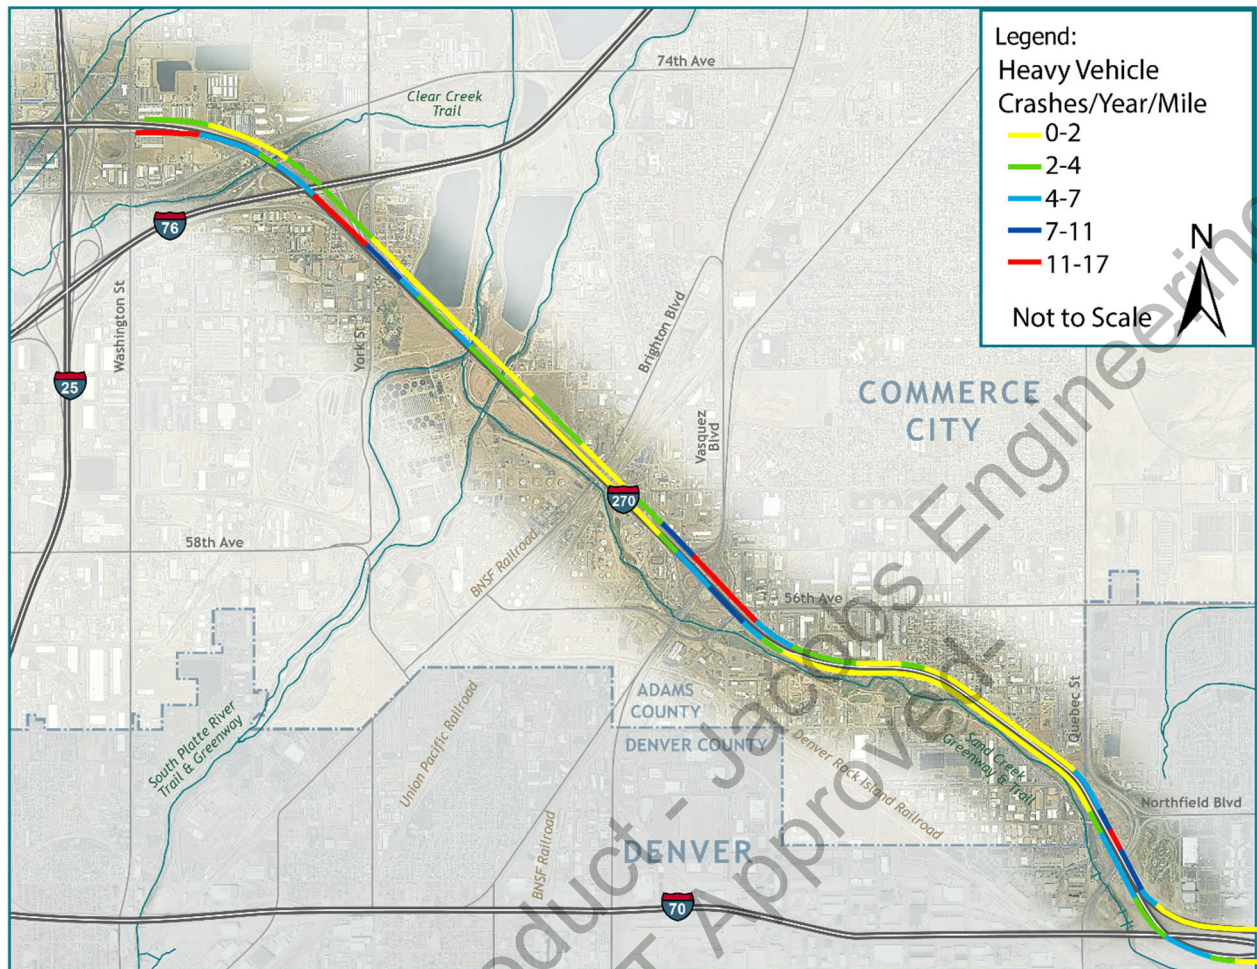 Legend:
Heavy Vehicle
Crashes/Year/Mile
0-2
2-4
4-7
7-11
11-17
N
Not to Scale
74th Ave
Clear Creek
Trail
76
Washington St
York St
25
Brighton Blvd
Vasquez
Blvd
COMMERCE
CITY
270
58th Ave
BNSF Railroad
56th Ave
ADAMS
COUNTY
DENVER COUNTY
South Platte River
Trail & Greenway
Union Pacific Railroad
Denver Rock Island Railroad
Sand Creek
Greenway & Trail
Quebec St
Northfield Blvd
BNSF Railroad
DENVER
70
oduct - Jacobs Engineering
T Approved-